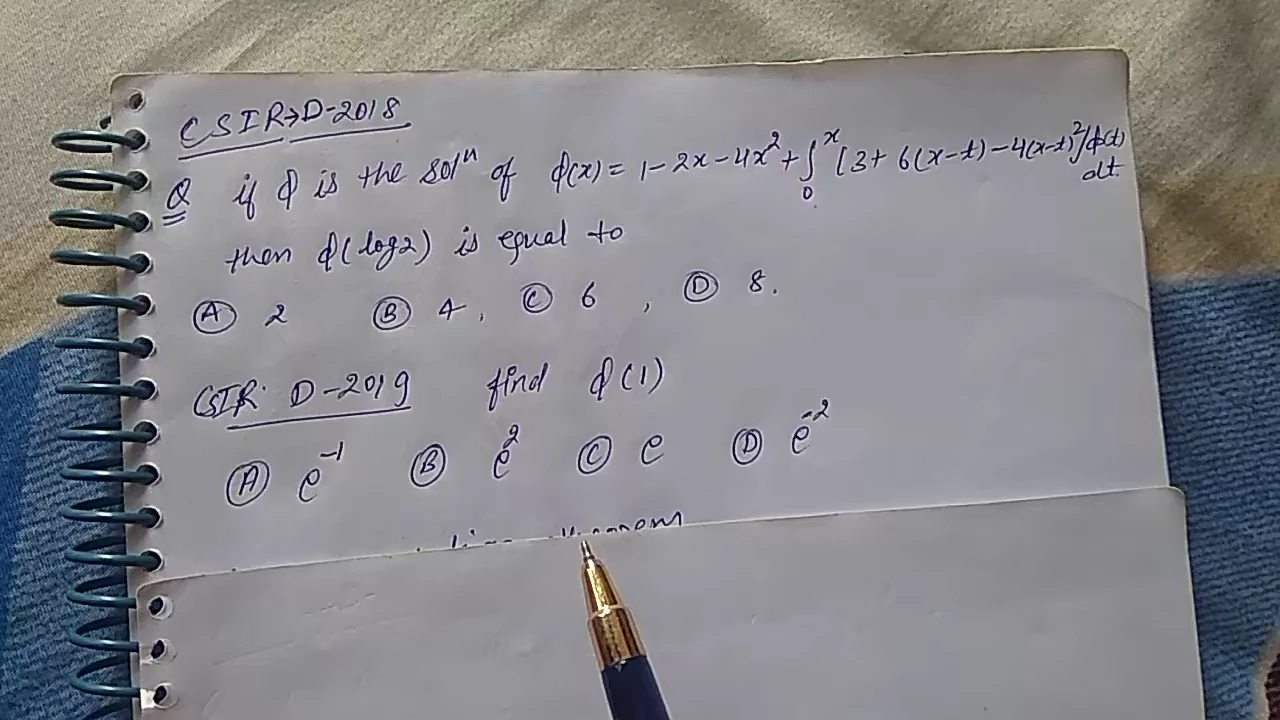 CSIR→D-2018
Q if ϕ is the solⁿ of ϕ(x) = 1-2x-4x²+∫₀ˣ[3+6(x-t)-4(x-t)²]ϕ(t)dt
then ϕ(log2) is equal to
Ⓐ 2 Ⓑ 4, Ⓒ 6, Ⓓ 8.
CSIR: D-2019 find ϕ(1)
Ⓐ e⁻¹ Ⓑ e² Ⓒ e Ⓓ e⁻²